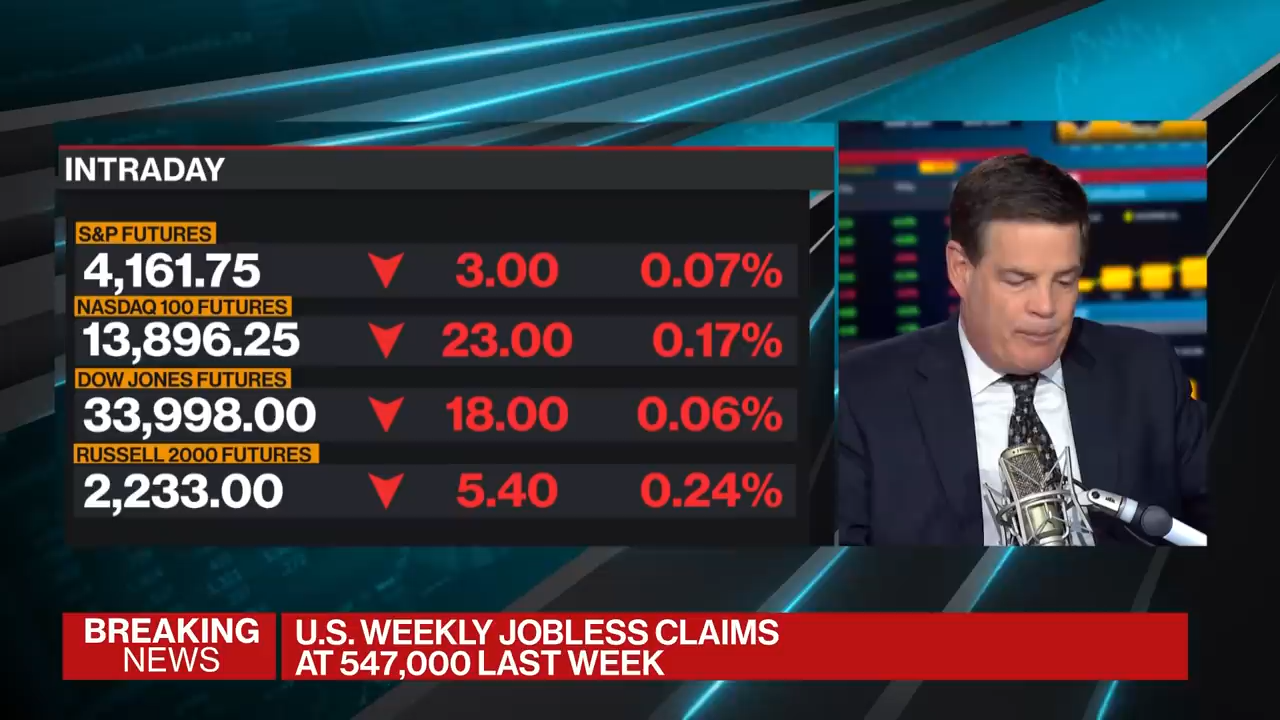 INTRADAY
S&P FUTURES
4,161.75 3.00 0.07%
NASDAQ 100 FUTURES
13,896.25 23.00 0.17%
DOW JONES FUTURES
33,998.00 18.00 0.06%
RUSSELL 2000 FUTURES
2,233.00 5.40 0.24%
BREAKING
NEWS
U.S. WEEKLY JOBLESS CLAIMS
AT 547,000 LAST WEEK